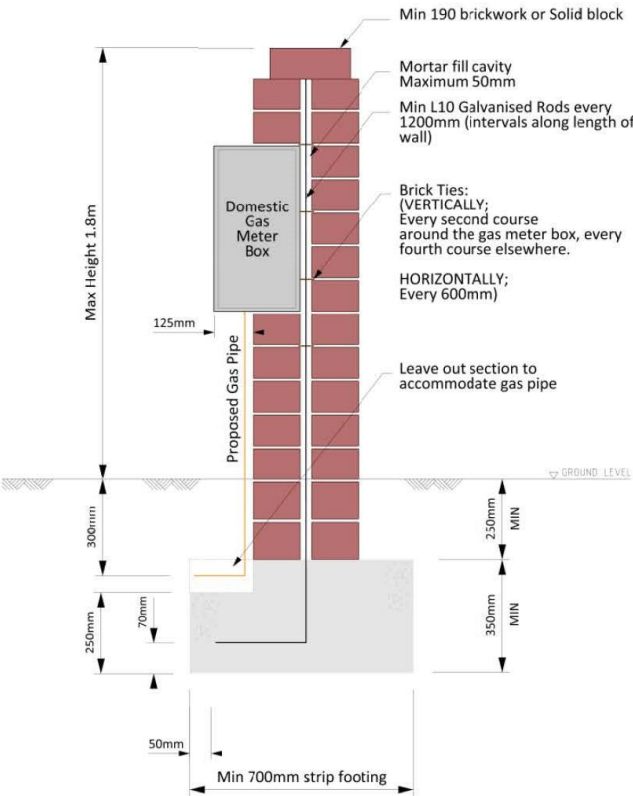 Min 190 brickwork or Solid block
Mortar fill cavity
Maximum 50mm
Min L10 Galvanised Rods every
1200mm (intervals along length of
wall)
Domestic
Gas
Meter
Box
Brick Ties:
(VERTICALLY;
Every second course
around the gas meter box, every
fourth course elsewhere.
HORIZONTALLY;
Every 600mm)
Max Height 1.8m
125mm
Proposed Gas Pipe
Leave out section to
accommodate gas pipe
GROUND LEVEL
300mm
250mm
MIN
250mm
70mm
350mm
MIN
50mm
Min 700mm strip footing